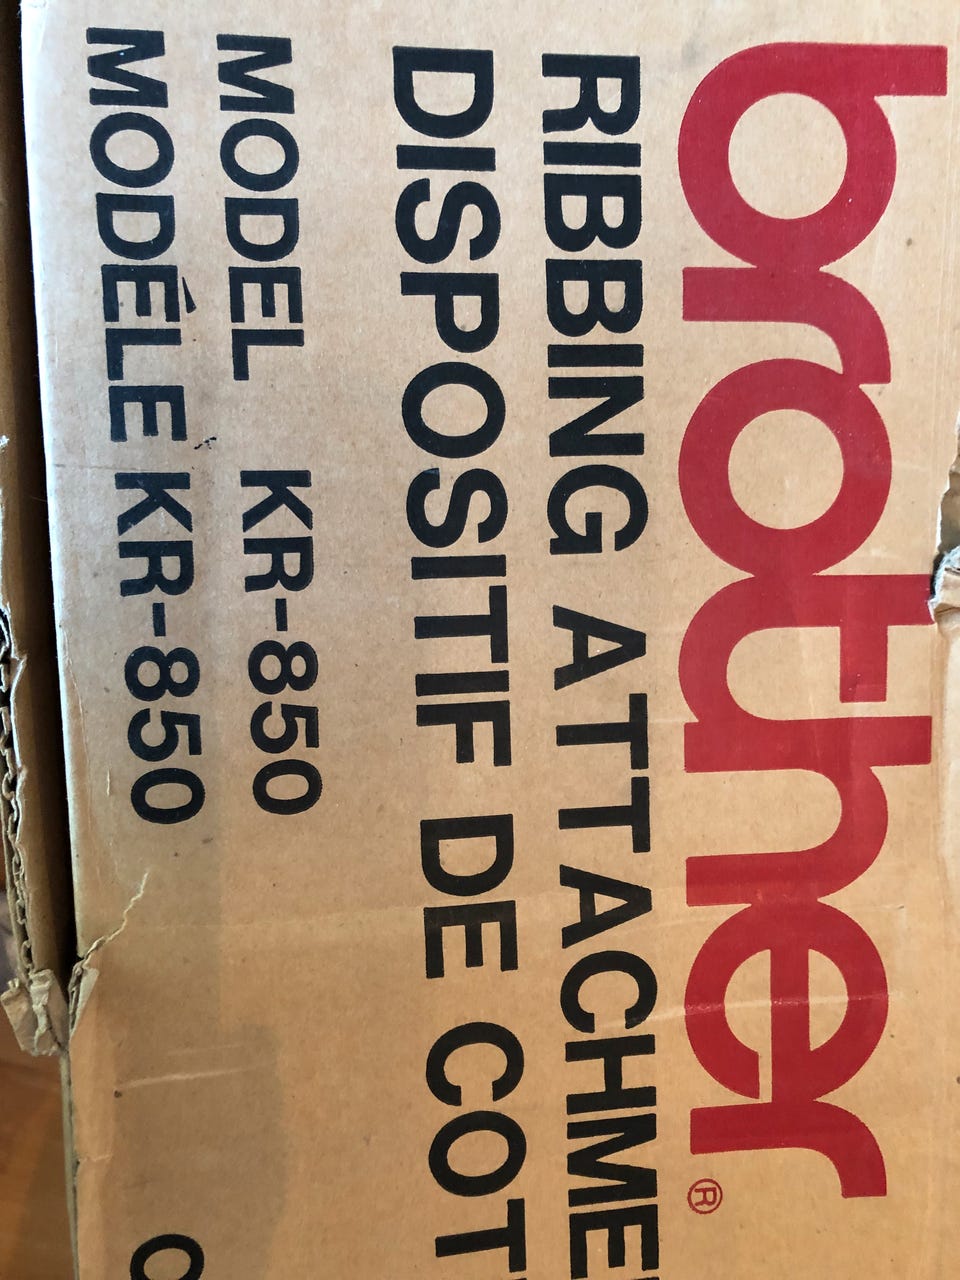 brother®
RIBBING ATTACHME
DISPOSITIF DE COT
MODEL KR-850
MODÈLE KR-850